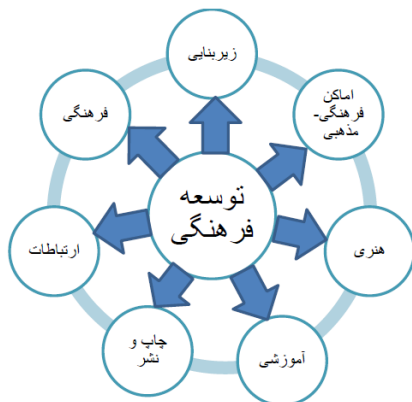 زیربنایی
اماکن
فرهنگی-
مذهبی
هنری
آموزشی
چاپ و
نشر
ارتباطات
فرهنگی
توسعه
فرهنگی